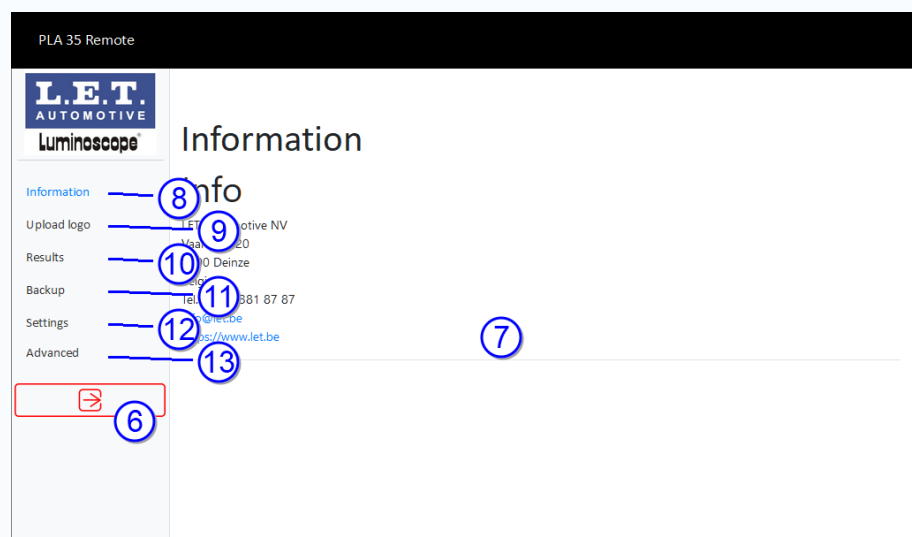 PLA 35 Remote
L.E.T.
AUTOMOTIVE
Luminoscope®
Information
Info
Information
8
Upload logo
9
otive NV
20
Results
10
Deinze
Backup
11
381 87 87
Settings
12
@let.be
://www.let.be
7
Advanced
13
6